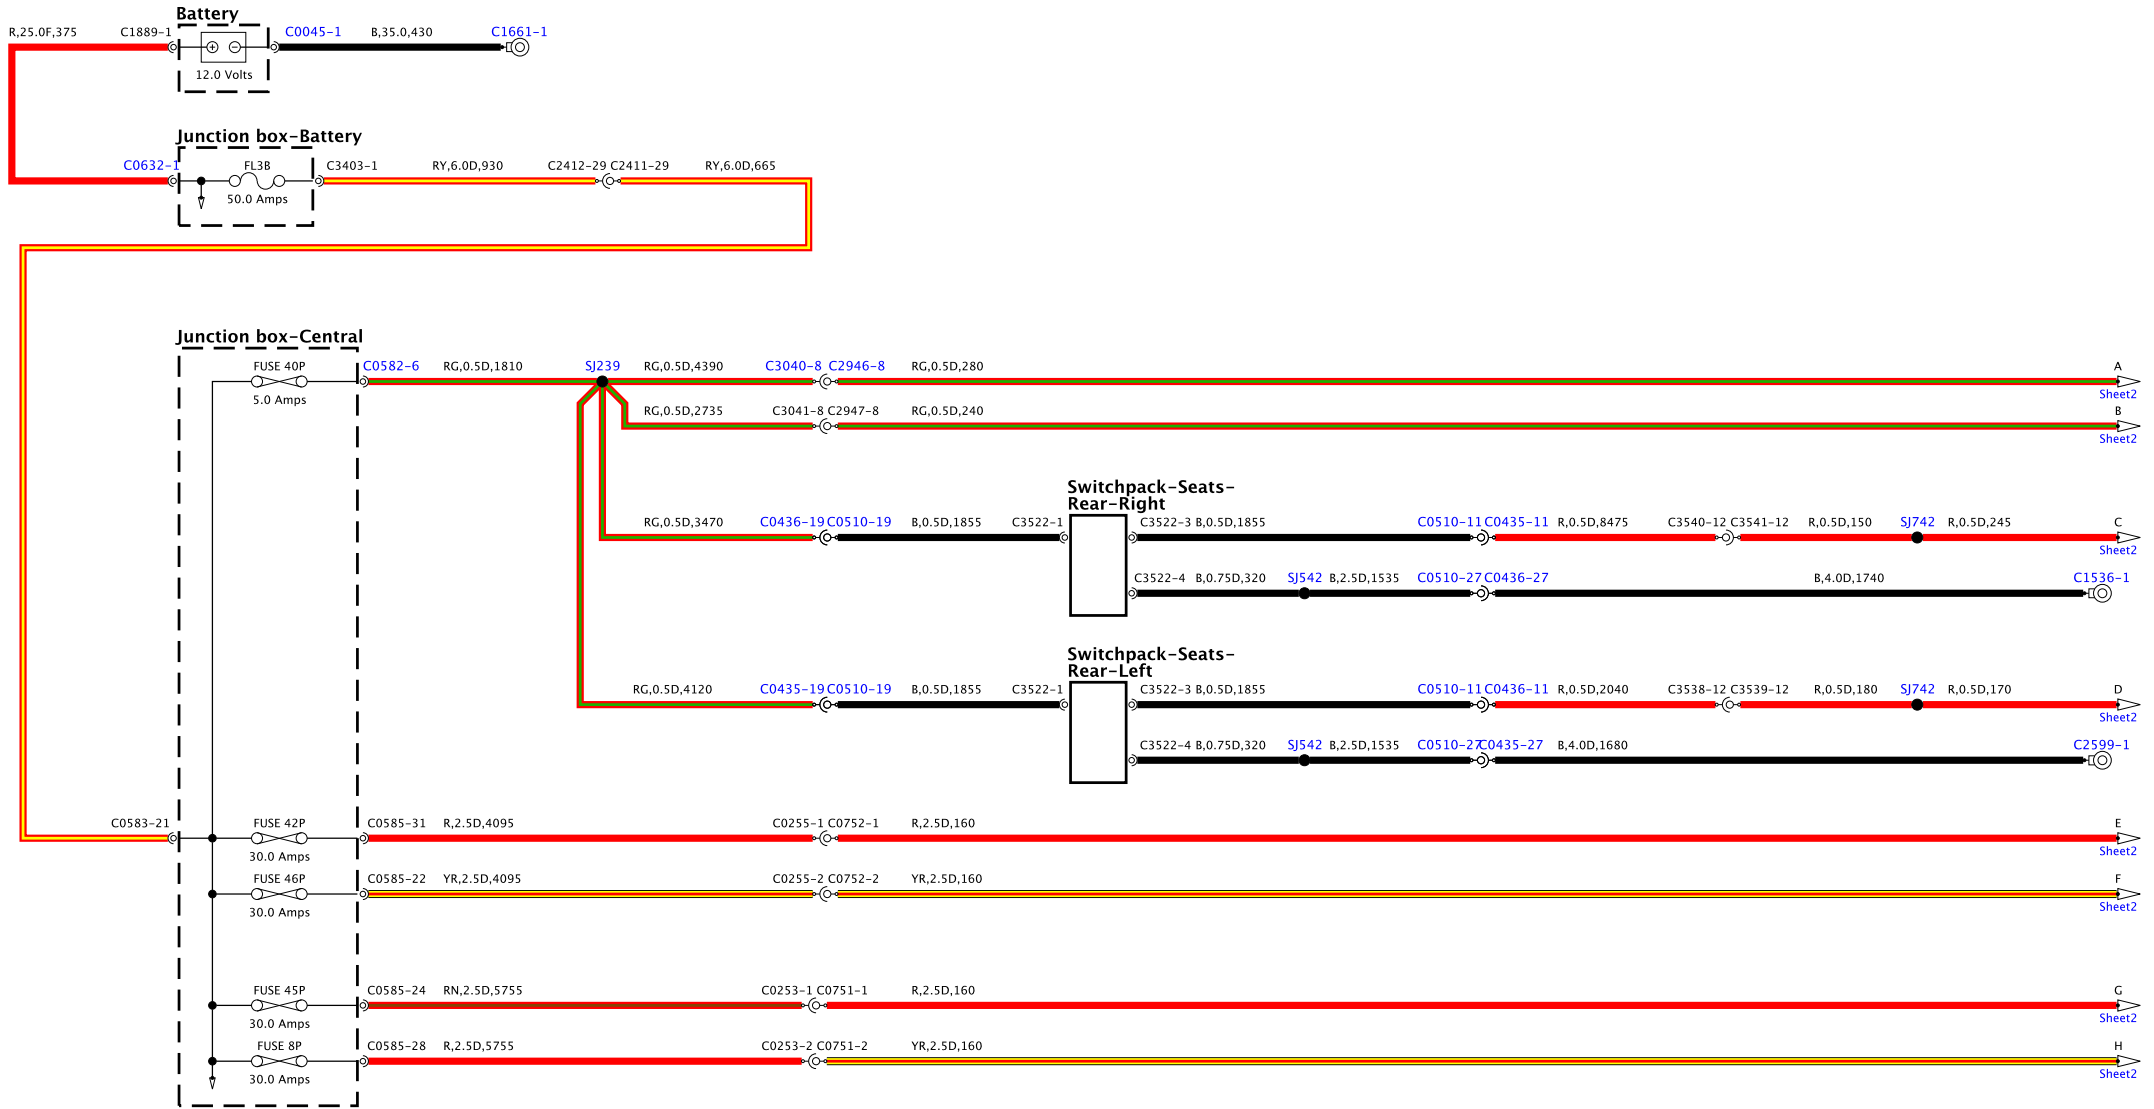 Battery
R,25.0F,375 C1889-1 C0045-1 B,35.0,430 C1661-1
12.0 Volts
Junction box-Battery
C0632-1 FL3B C3403-1 RY,6.0D,930 C2412-29 C2411-29 RY,6.0D,665
50.0 Amps
Junction box-Central
FUSE 40P C0582-6 RG,0.5D,1810 SJ239 RG,0.5D,4390 C3040-8 C2946-8 RG,0.5D,280 A
5.0 Amps Sheet2
RG,0.5D,2735 C3041-8 C2947-8 RG,0.5D,240 B
Sheet2
Switchpack-Seats-
Rear-Right
RG,0.5D,3470 C0436-19 C0510-19 B,0.5D,1855 C3522-1 C3522-3 B,0.5D,1855 C0510-11 C0435-11 R,0.5D,8475 C3540-12 C3541-12 R,0.5D,150 SJ742 R,0.5D,245 C
Sheet2
C3522-4 B,0.75D,320 SJ542 B,2.5D,1535 C0510-27 C0436-27 B,4.0D,1740 C1536-1
Switchpack-Seats-
Rear-Left
RG,0.5D,4120 C0435-19 C0510-19 B,0.5D,1855 C3522-1 C3522-3 B,0.5D,1855 C0510-11 C0436-11 R,0.5D,2040 C3538-12 C3539-12 R,0.5D,180 SJ742 R,0.5D,170 D
Sheet2
C3522-4 B,0.75D,320 SJ542 B,2.5D,1535 C0510-27 C0435-27 B,4.0D,1680 C2599-1
C0583-21 FUSE 42P C0585-31 R,2.5D,4095 C0255-1 C0752-1 R,2.5D,160 E
30.0 Amps Sheet2
FUSE 46P C0585-22 YR,2.5D,4095 C0255-2 C0752-2 YR,2.5D,160 F
30.0 Amps Sheet2
FUSE 45P C0585-24 RN,2.5D,5755 C0253-1 C0751-1 R,2.5D,160 G
30.0 Amps Sheet2
FUSE 8P C0585-28 R,2.5D,5755 C0253-2 C0751-2 YR,2.5D,160 H
30.0 Amps Sheet2